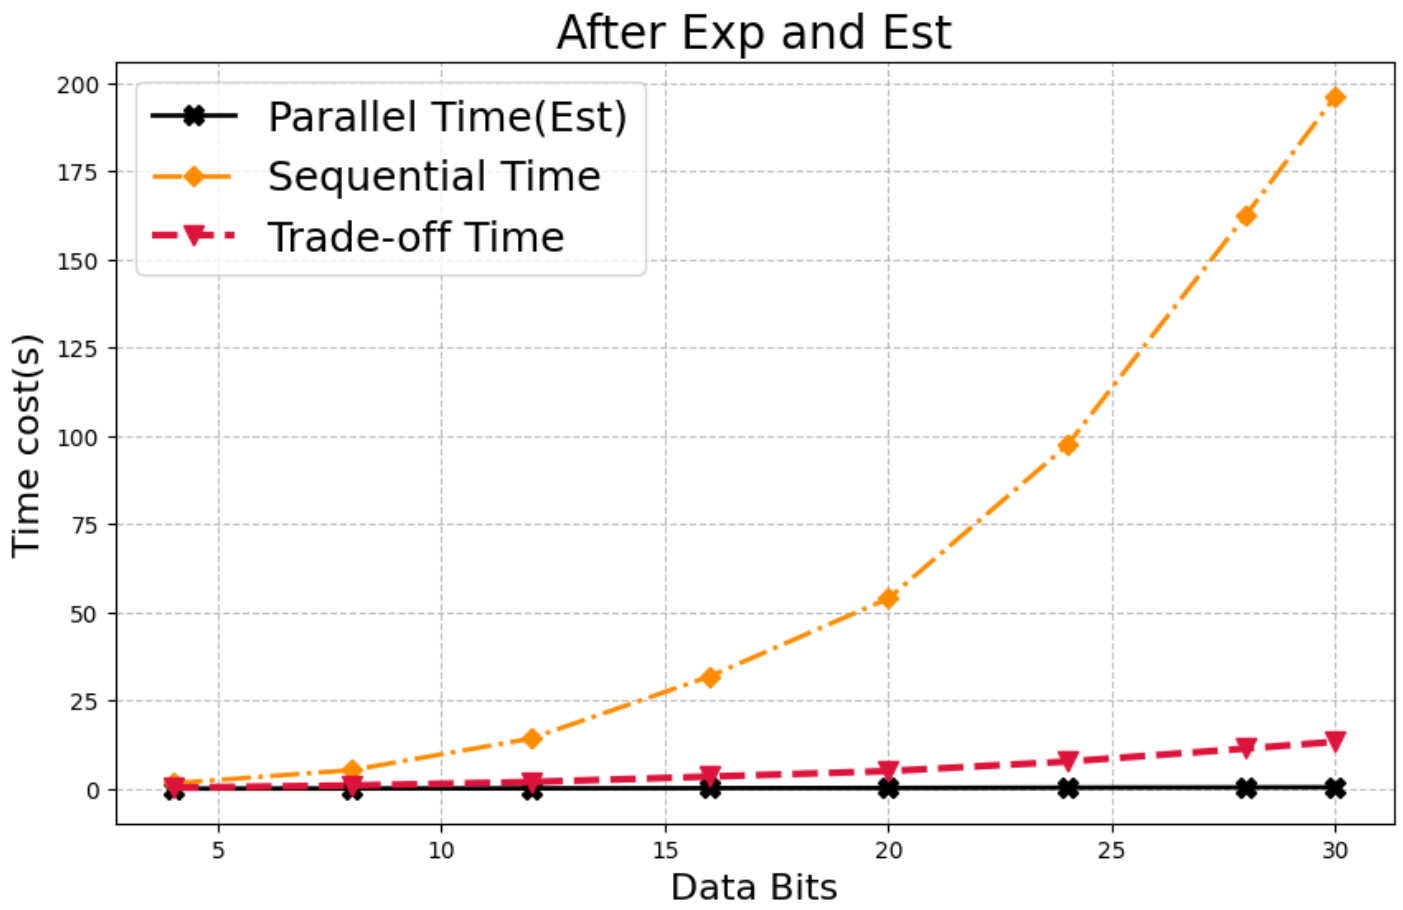 After Exp and Est
Parallel Time(Est)
Sequential Time
Trade-off Time
Time cost(s)
200
175
150
125
100
75
50
25
0
5 10 15 20 25 30
Data Bits